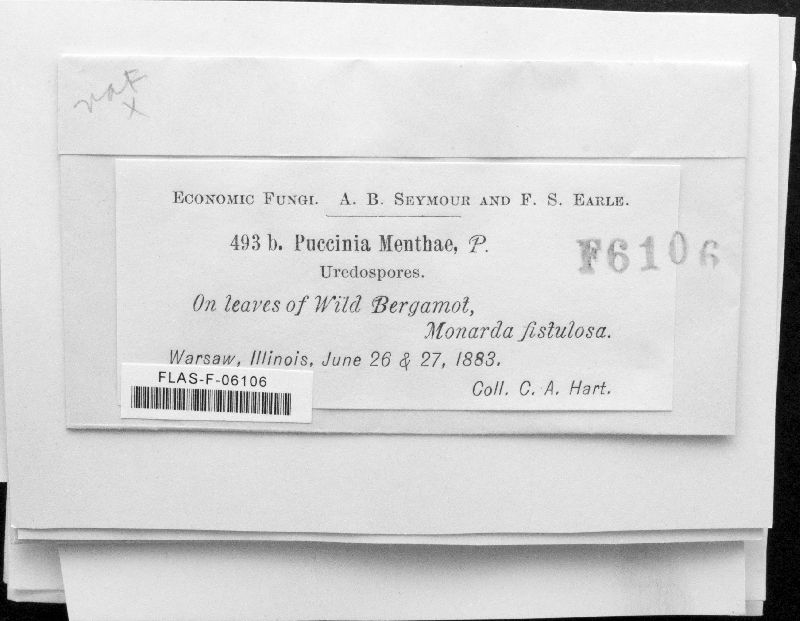 Economic Fungi. A. B. Seymour and F. S. Earle.
493 b. Puccinia Menthae, P.
F6106
Uredospores.
On leaves of Wild Bergamot,
Monarda fistulosa.
Warsaw, Illinois, June 26 & 27, 1883.
FLAS-F-06106
Coll. C. A. Hart.